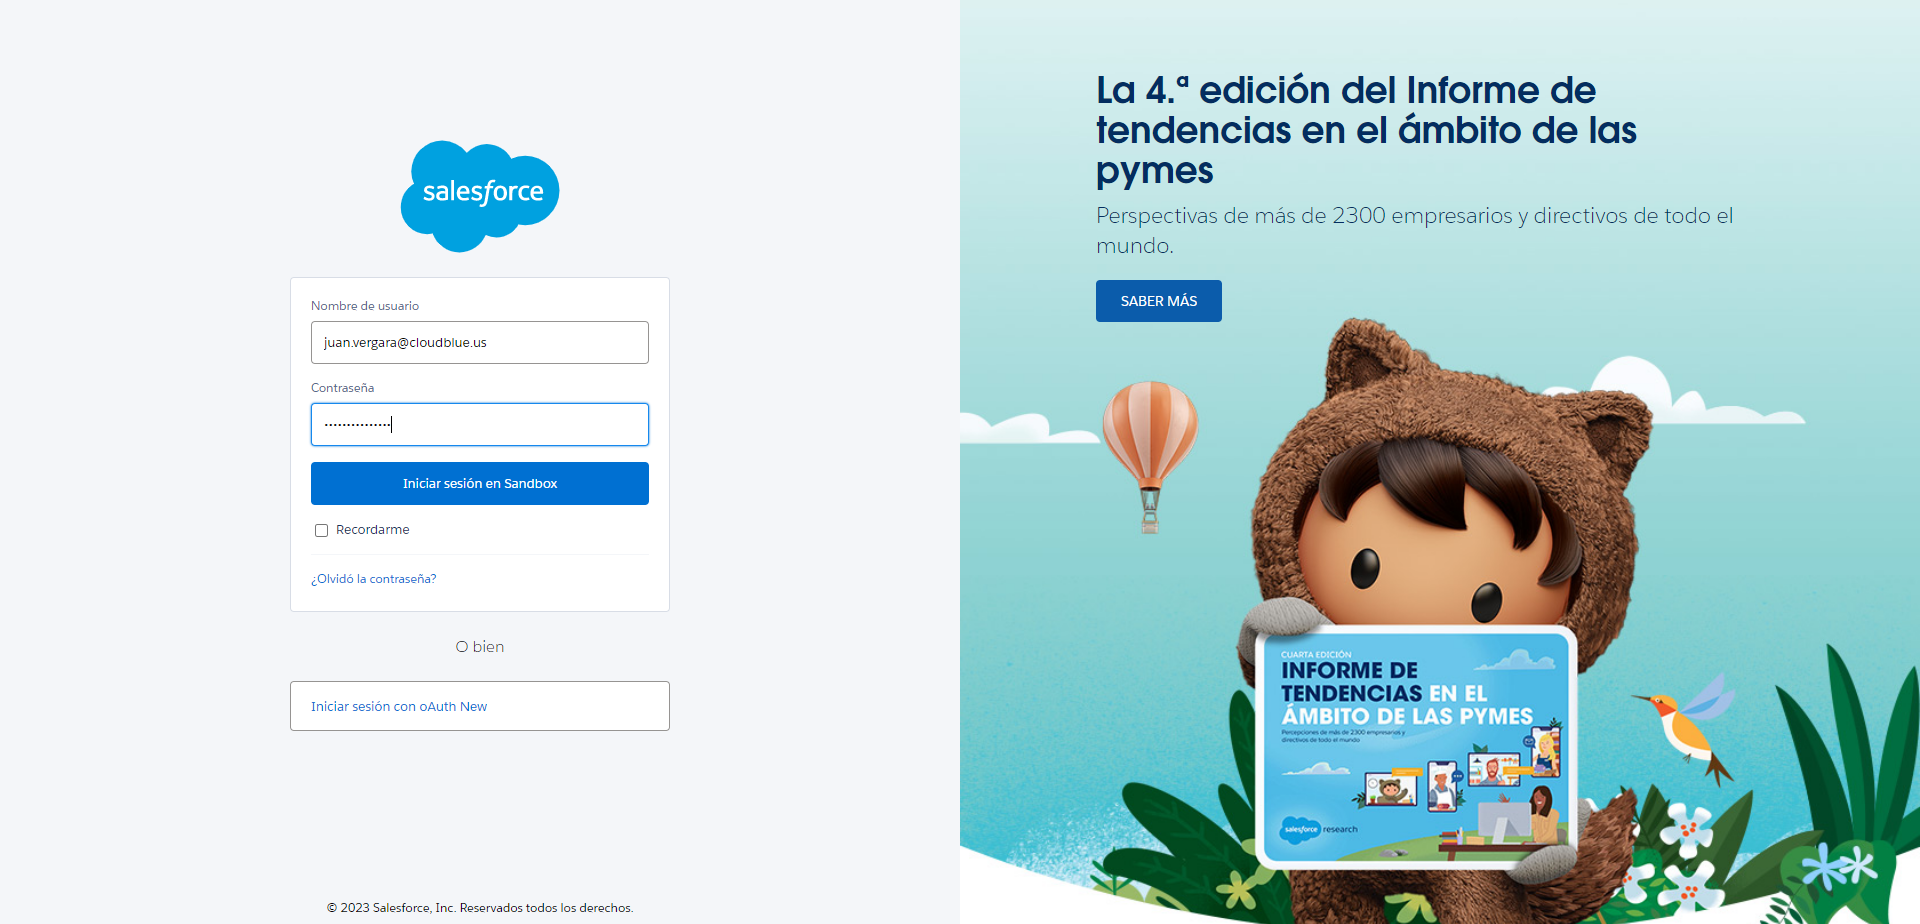 salesforce
Nombre de usuario
juan.vergara@cloudblue.us
Contraseña
Iniciar sesión en Sandbox
Recordarme
¿Olvidó la contraseña?
O bien
Iniciar sesión con oAuth New
© 2023 Salesforce, Inc. Reservados todos los derechos.
La 4.ª edición del Informe de
tendencias en el ámbito de las
pymes
Perspectivas de más de 2300 empresarios y directivos de todo el
mundo.
SABER MÁS
CUARTA EDICIÓN
INFORME DE
TENDENCIAS EN EL
ÁMBITO DE LAS PYMES
Percepciones de más de 2300 empresarios y
directivos de todo el mundo
salesforce research